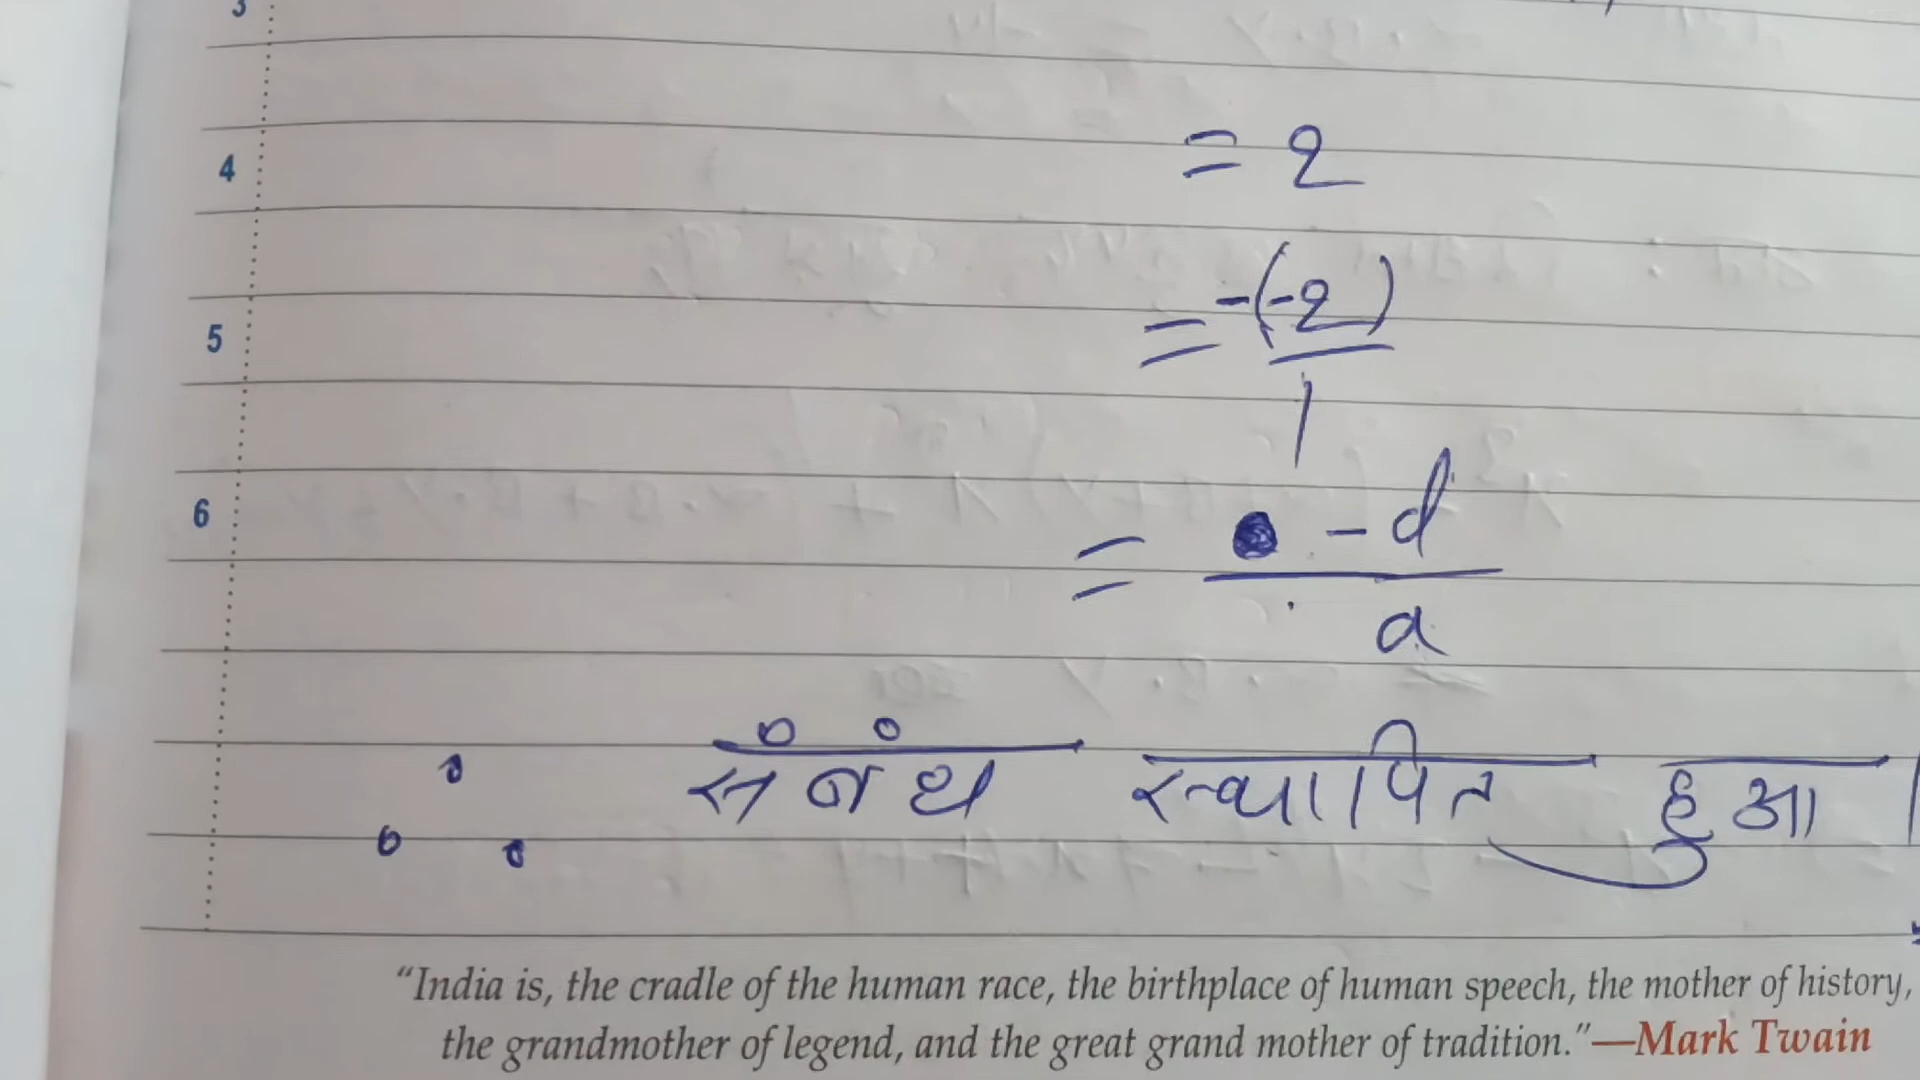 3
4
= 2
= -(-2)
5
1
6
= - d
a
∴ संबंध स्थापित हुआ |
“India is, the cradle of the human race, the birthplace of human speech, the mother of history,
the grandmother of legend, and the great grand mother of tradition.”—Mark Twain